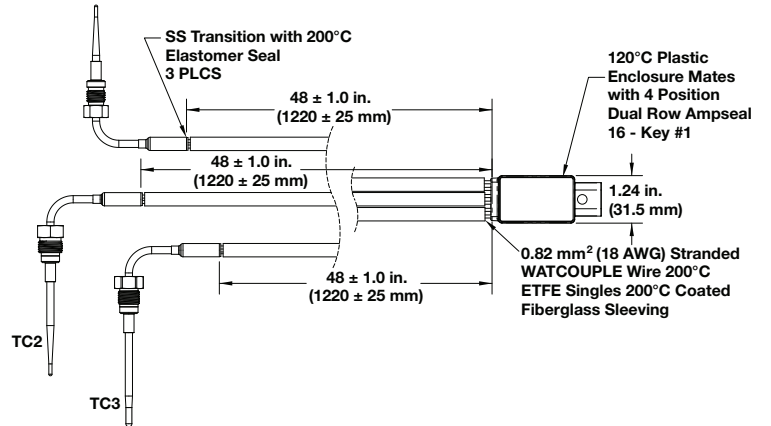 SS Transition with 200°C
Elastomer Seal
3 PLCS
120°C Plastic
Enclosure Mates
with 4 Position
Dual Row Ampseal
16 - Key #1
48 ± 1.0 in.
(1220 ± 25 mm)
48 ± 1.0 in.
(1220 ± 25 mm)
1.24 in.
(31.5 mm)
0.82 mm² (18 AWG) Stranded
WATCOUPLE Wire 200°C
ETFE Singles 200°C Coated
Fiberglass Sleeving
48 ± 1.0 in.
(1220 ± 25 mm)
TC2
TC3